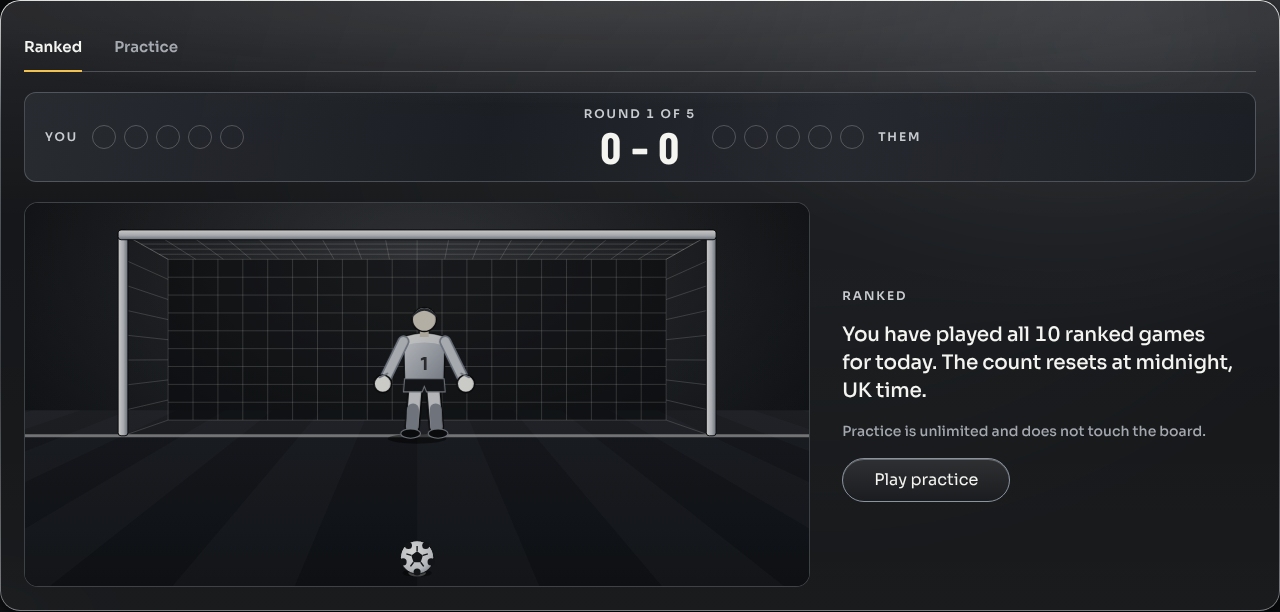 Ranked
Practice
ROUND 1 OF 5
YOU
0 – 0
THEM
1
RANKED
You have played all 10 ranked games
for today. The count resets at midnight,
UK time.
Practice is unlimited and does not touch the board.
Play practice